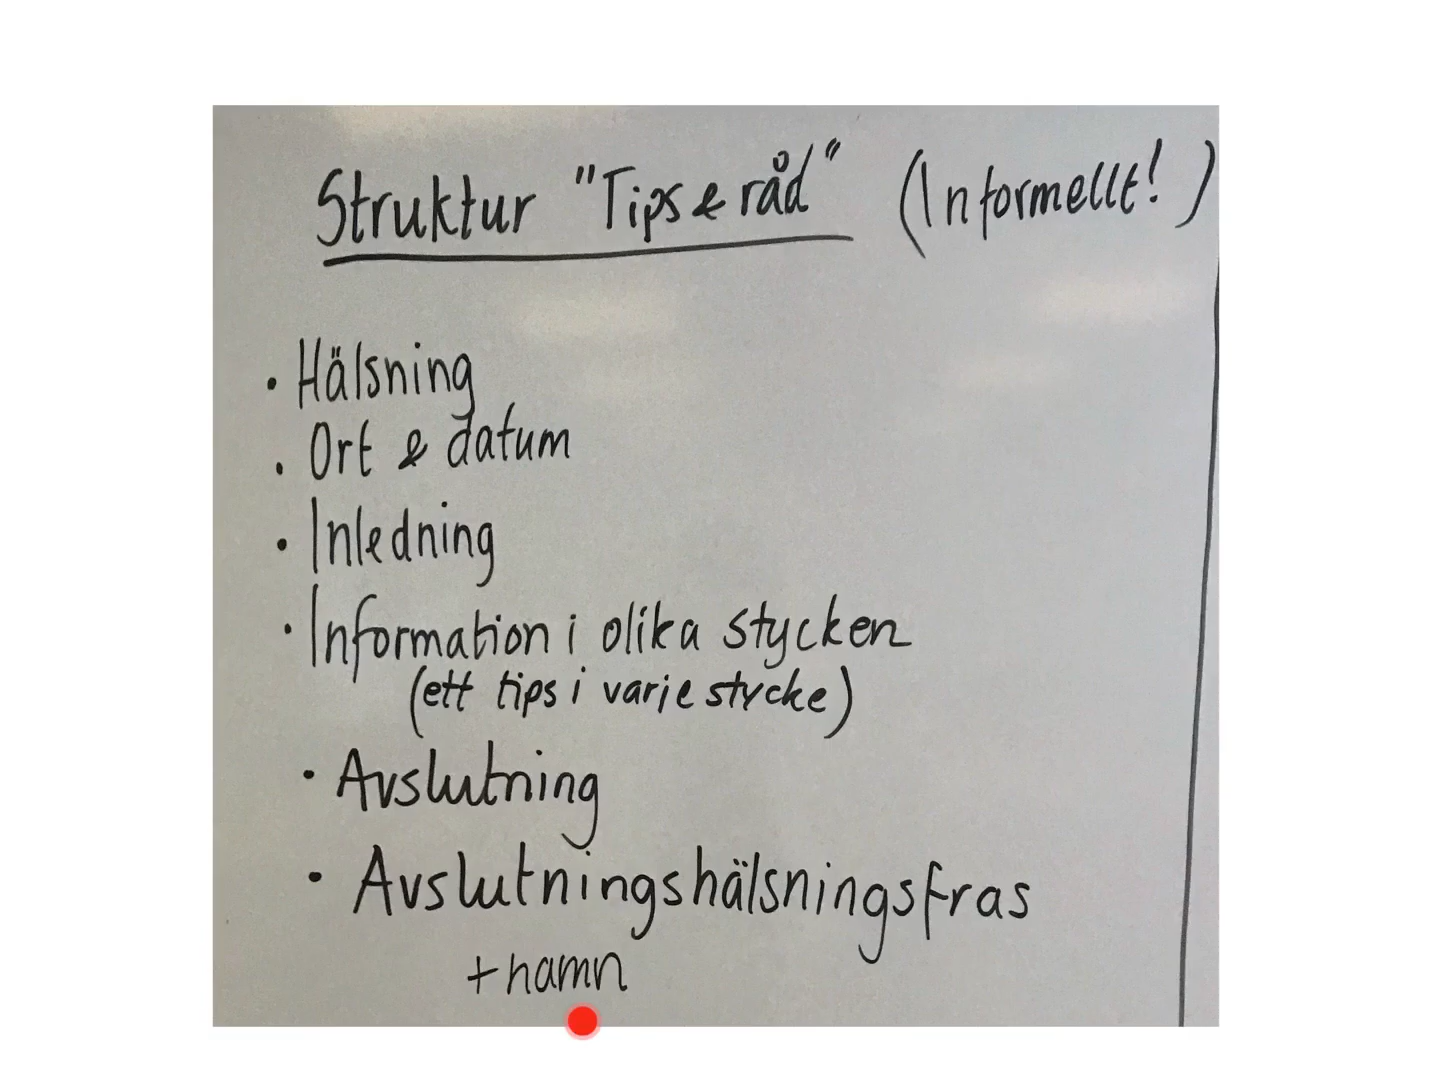 Struktur "Tips & råd" (Informellt!)
• Hälsning
• Ort & datum
• Inledning
• Information i olika stycken
(ett tips i varje stycke)
• Avslutning
• Avslutningshälsningsfras
+ namn